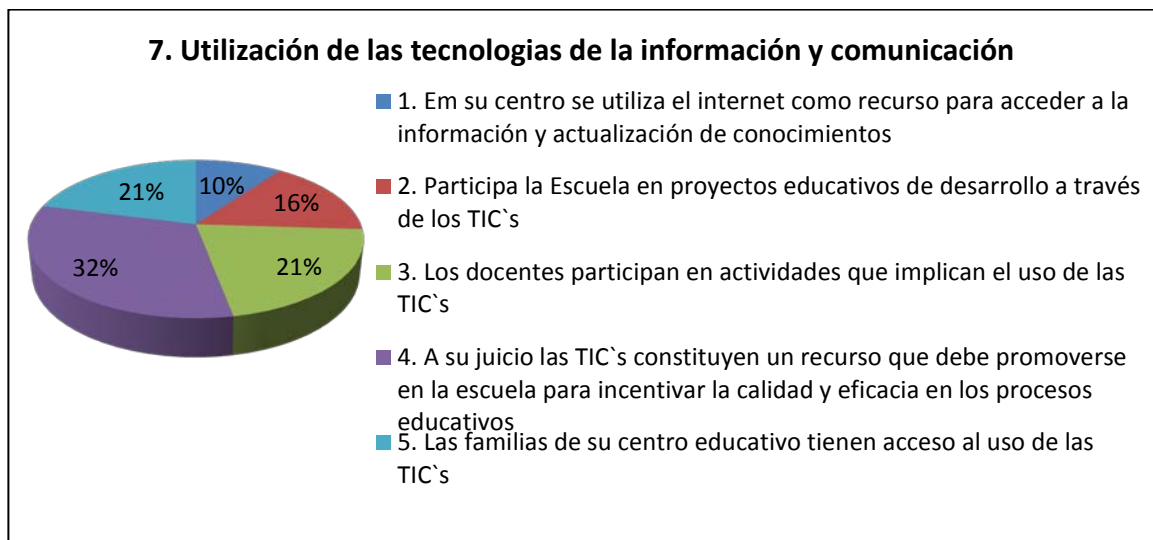 7. Utilización de las tecnologias de la información y comunicación
1. Em su centro se utiliza el internet como recurso para acceder a la
información y actualización de conocimientos
2. Participa la Escuela en proyectos educativos de desarrollo a través
de los TIC`s
3. Los docentes participan en actividades que implican el uso de las
TIC`s
4. A su juicio las TIC`s constituyen un recurso que debe promoverse
en la escuela para incentivar la calidad y eficacia en los procesos
educativos
5. Las familias de su centro educativo tienen acceso al uso de las
TIC`s
10%
16%
21%
32%
21%